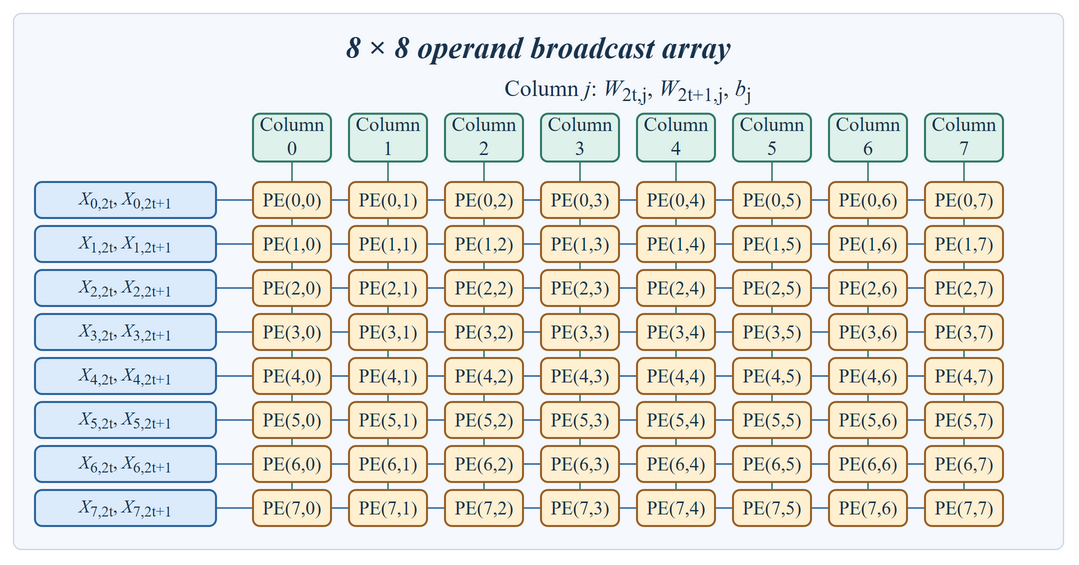 8 × 8 operand broadcast array
Column j: W2t,j, W2t+1,j, bj
Column 0 Column 1 Column 2 Column 3 Column 4 Column 5 Column 6 Column 7
X0,2t, X0,2t+1 PE(0,0) PE(0,1) PE(0,2) PE(0,3) PE(0,4) PE(0,5) PE(0,6) PE(0,7)
X1,2t, X1,2t+1 PE(1,0) PE(1,1) PE(1,2) PE(1,3) PE(1,4) PE(1,5) PE(1,6) PE(1,7)
X2,2t, X2,2t+1 PE(2,0) PE(2,1) PE(2,2) PE(2,3) PE(2,4) PE(2,5) PE(2,6) PE(2,7)
X3,2t, X3,2t+1 PE(3,0) PE(3,1) PE(3,2) PE(3,3) PE(3,4) PE(3,5) PE(3,6) PE(3,7)
X4,2t, X4,2t+1 PE(4,0) PE(4,1) PE(4,2) PE(4,3) PE(4,4) PE(4,5) PE(4,6) PE(4,7)
X5,2t, X5,2t+1 PE(5,0) PE(5,1) PE(5,2) PE(5,3) PE(5,4) PE(5,5) PE(5,6) PE(5,7)
X6,2t, X6,2t+1 PE(6,0) PE(6,1) PE(6,2) PE(6,3) PE(6,4) PE(6,5) PE(6,6) PE(6,7)
X7,2t, X7,2t+1 PE(7,0) PE(7,1) PE(7,2) PE(7,3) PE(7,4) PE(7,5) PE(7,6) PE(7,7)